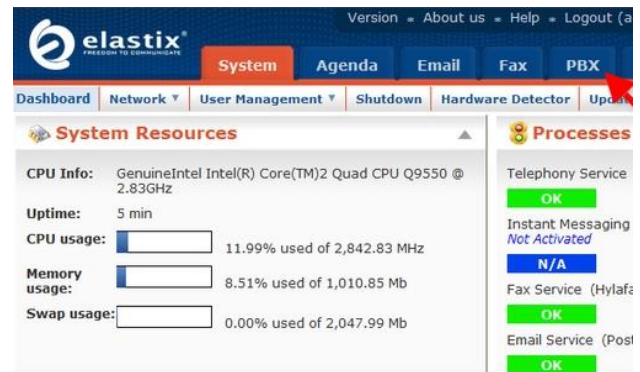 Version About us Help Logout
elastix
FREEDOM TO COMMUNICATE
System Agenda Email Fax PBX
Dashboard Network User Management Shutdown Hardware Detector
System Resources
Processes
CPU Info: GenuineIntel Intel(R) Core(TM)2 Quad CPU Q9550 @
2.83GHz
Uptime: 5 min
CPU usage: 11.99% used of 2,842.83 MHz
Memory
usage: 8.51% used of 1,010.85 Mb
Swap usage: 0.00% used of 2,047.99 Mb
Telephony Service
OK
Instant Messaging
Not Activated
N/A
Fax Service (Hylafa
OK
Email Service (Post
OK